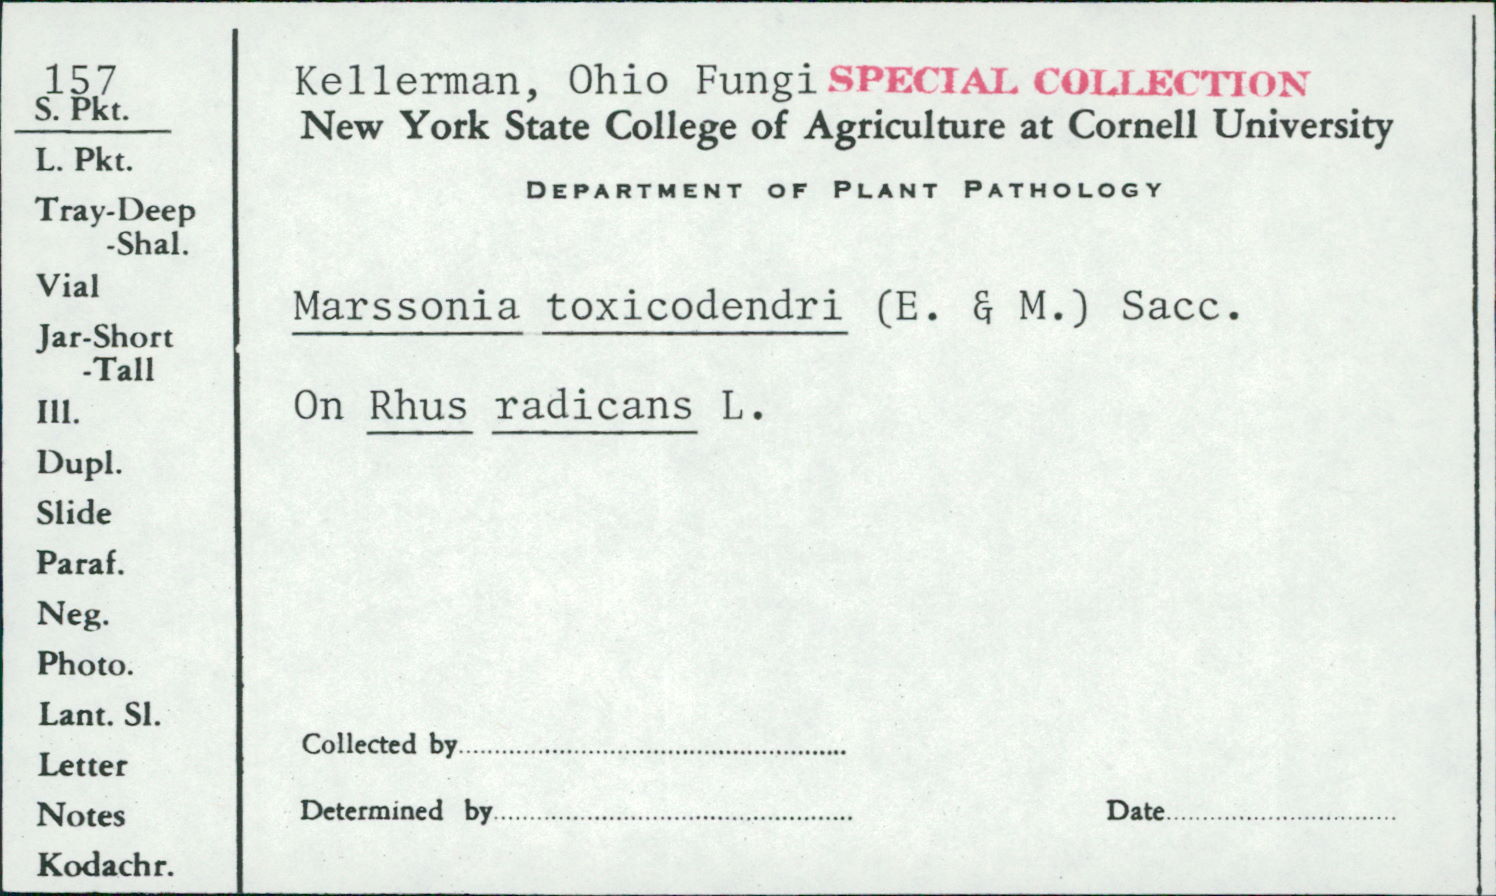 157
S. Pkt.
L. Pkt.
Tray-Deep
-Shal.
Vial
Jar-Short
-Tall
Ill.
Dupl.
Slide
Paraf.
Neg.
Photo.
Lant. Sl.
Letter
Notes
Kodachr.
Kellerman, Ohio Fungi SPECIAL COLLECTION
New York State College of Agriculture at Cornell University
DEPARTMENT OF PLANT PATHOLOGY
Marssonia toxicodendri (E. & M.) Sacc.
On Rhus radicans L.
Collected by
Determined by Date